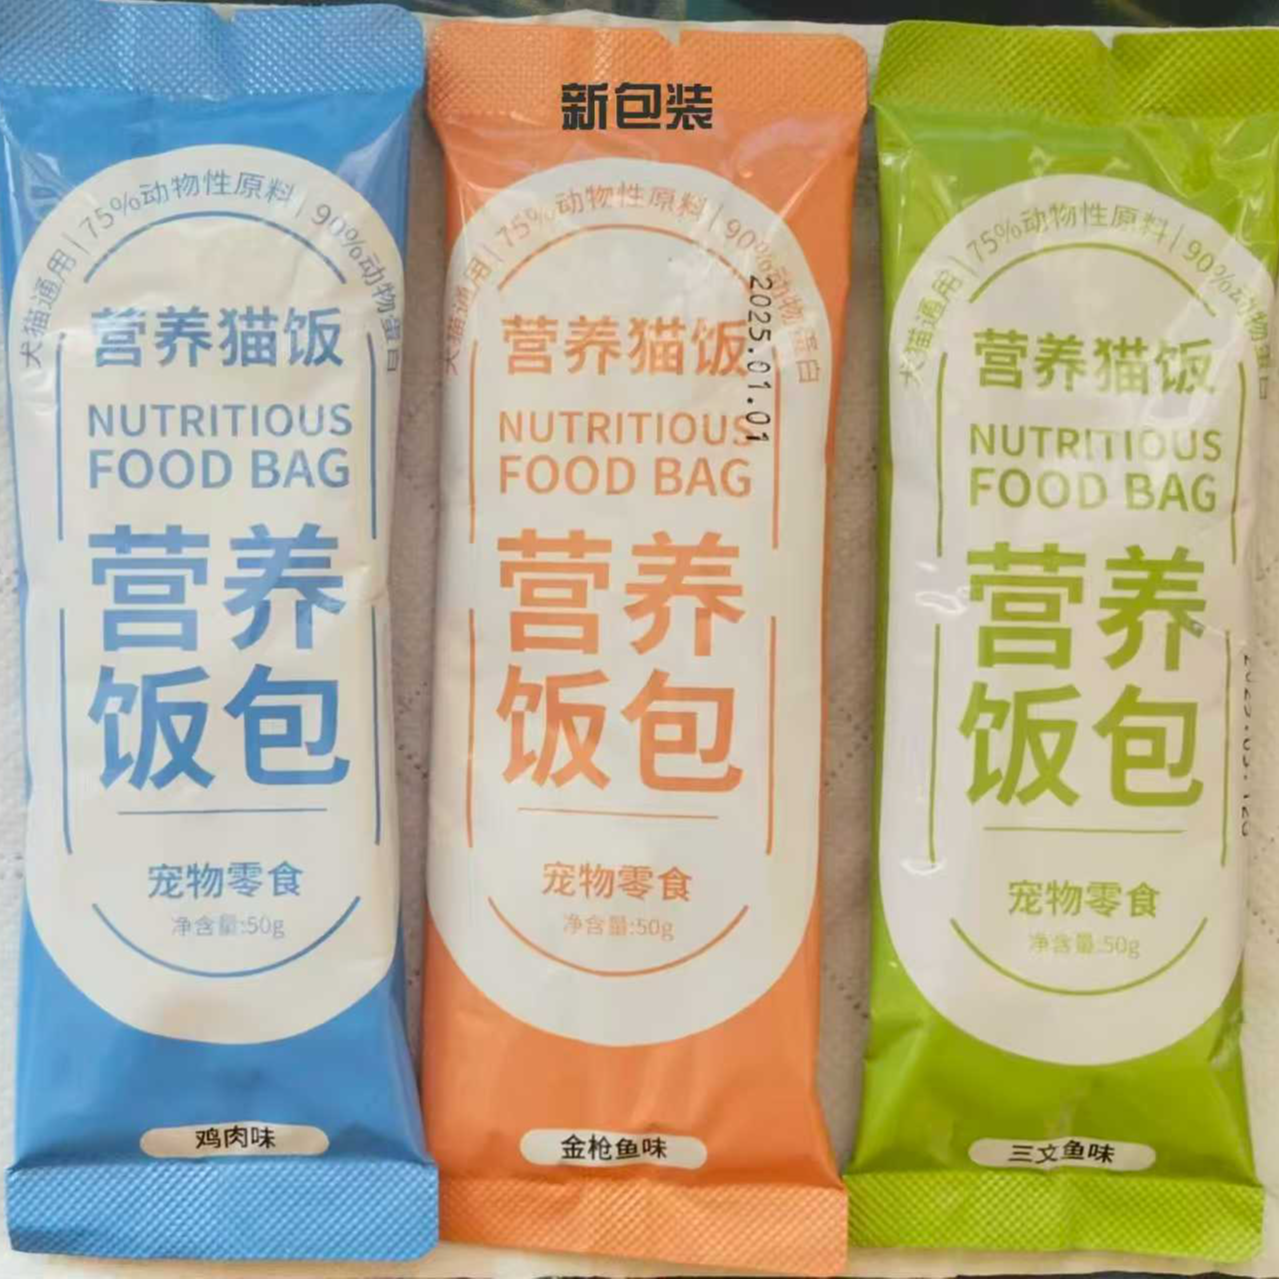 新包装
犬猫通用 | 75%动物性原料 | 90%动物蛋白
营养猫饭
NUTRITIOUS
FOOD BAG
营养
饭包
宠物零食
净含量:50g
鸡肉味
犬猫通用 | 75%动物性原料 | 90%动物蛋白
2025.01.01
营养猫饭
NUTRITIOUS
FOOD BAG
营养
饭包
宠物零食
净含量:50g
金枪鱼味
犬猫通用 | 75%动物性原料 | 90%动物蛋白
营养猫饭
NUTRITIOUS
FOOD BAG
营养
饭包
宠物零食
净含量:50g
三文鱼味